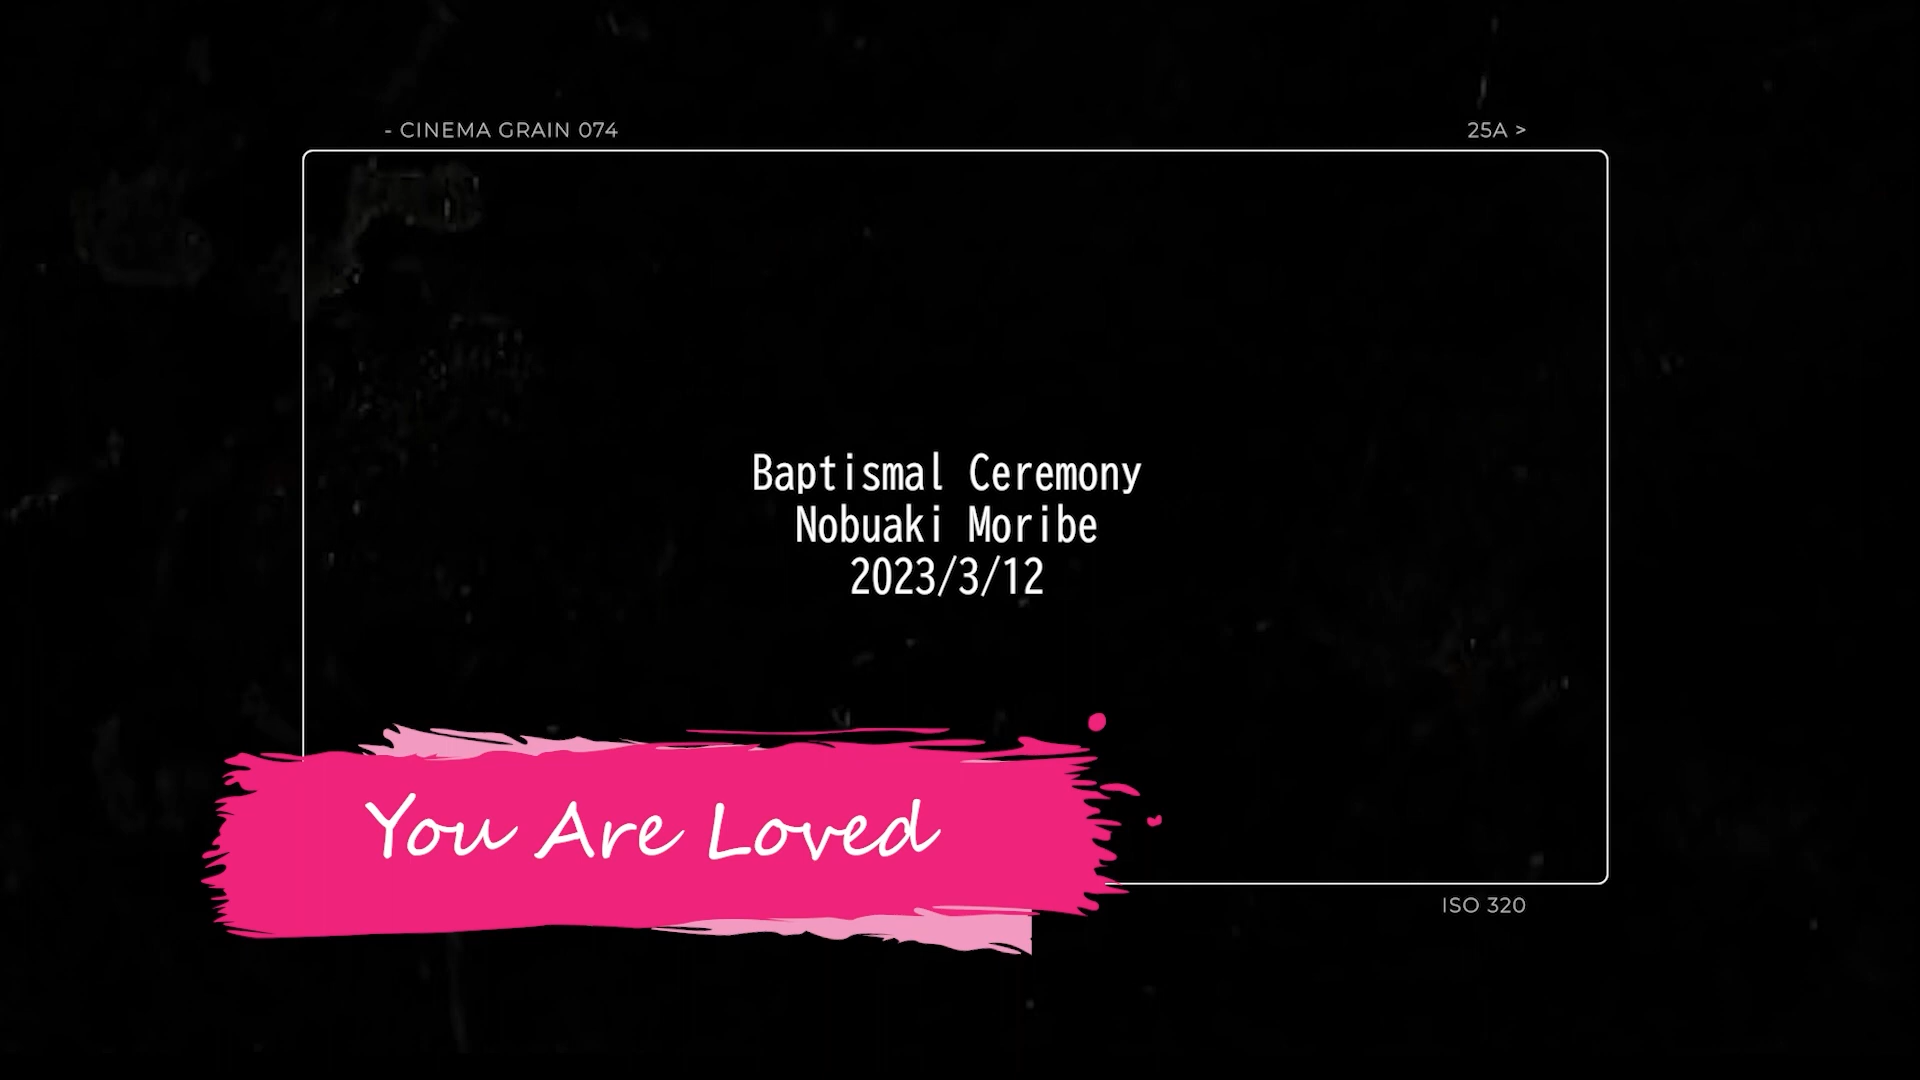 - CINEMA GRAIN 074
25A >
Baptismal Ceremony
Nobuaki Moribe
2023/3/12
You Are Loved
ISO 320